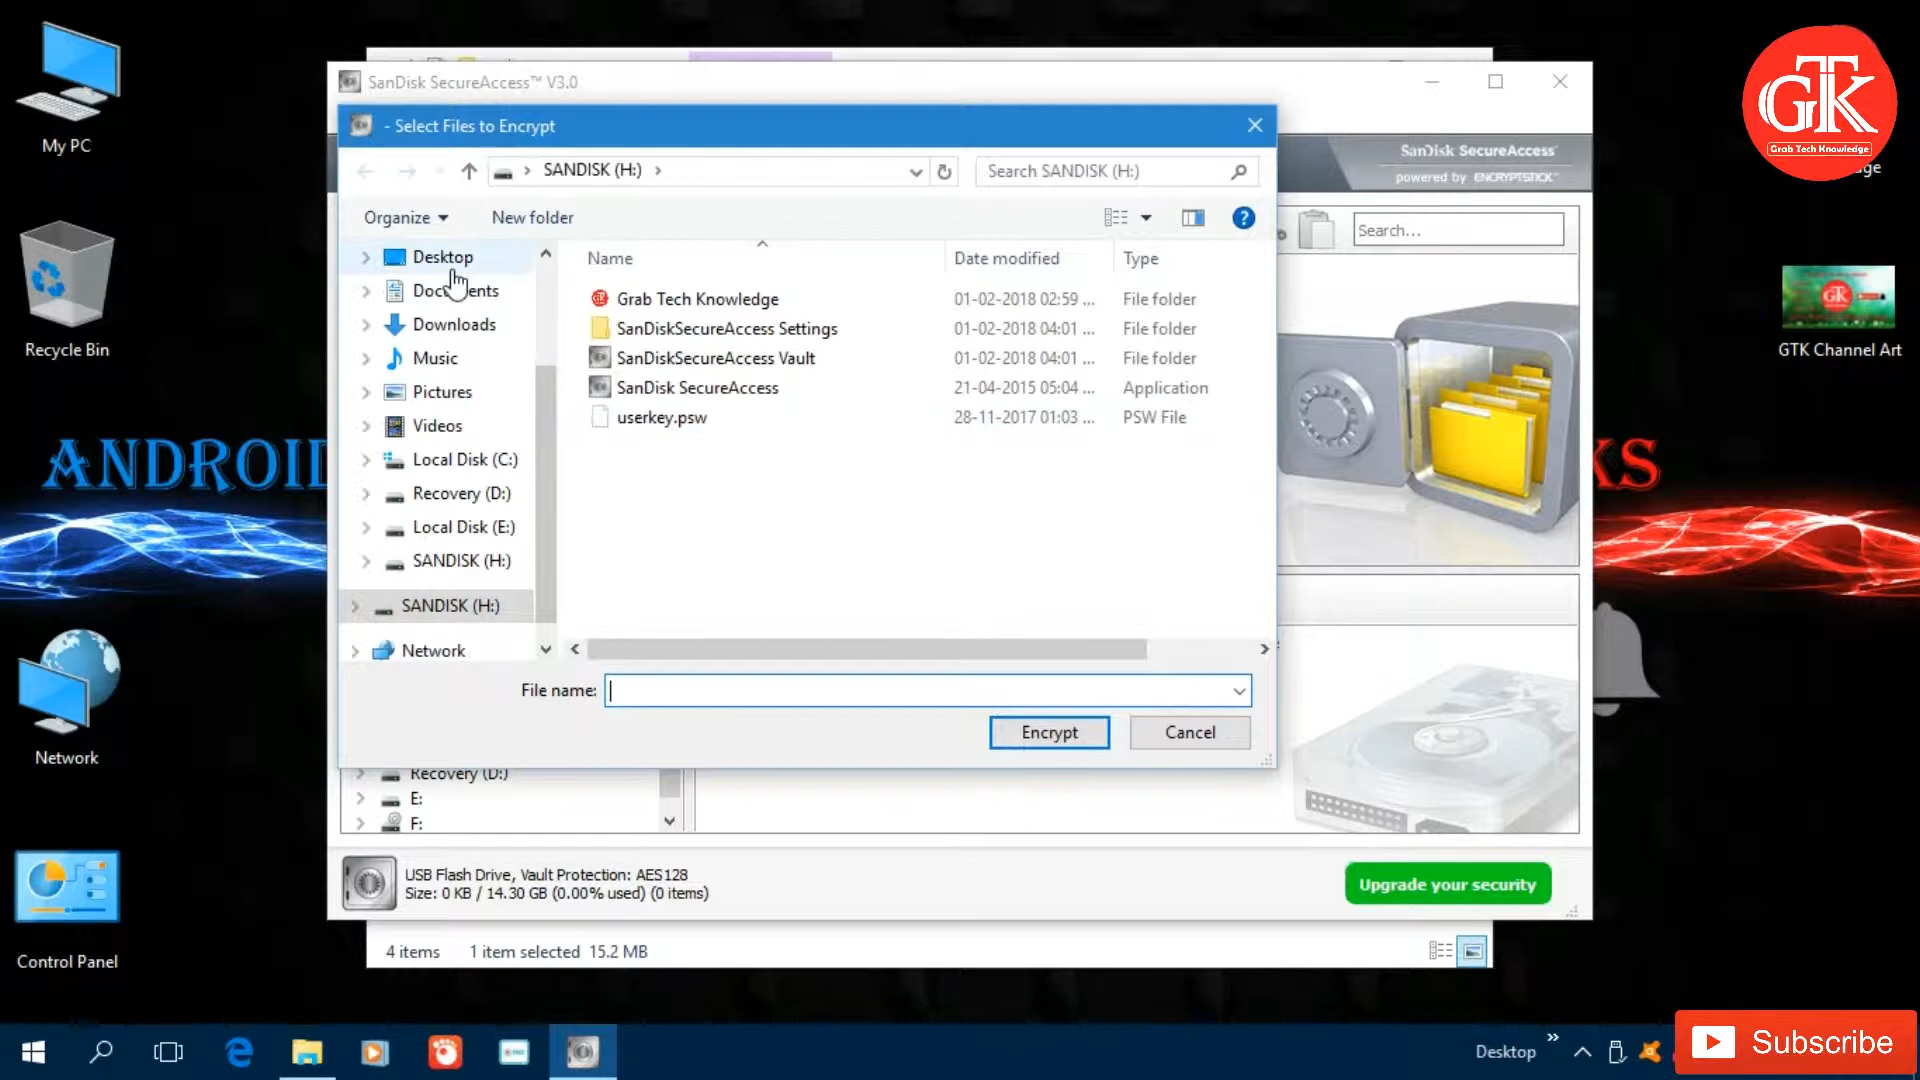 My PC
Recycle Bin
Network
Control Panel
ANDROID
KS
SanDisk SecureAccess™ V3.0
- Select Files to Encrypt
SANDISK (H:)
Search SANDISK (H:)
Organize
New folder
Desktop
Documents
Downloads
Music
Pictures
Videos
Local Disk (C:)
Recovery (D:)
Local Disk (E:)
SANDISK (H:)
SANDISK (H:)
Network
Name Date modified Type
Grab Tech Knowledge 01-02-2018 02:59 ... File folder
SanDiskSecureAccess Settings 01-02-2018 04:01 ... File folder
SanDiskSecureAccess Vault 01-02-2018 04:01 ... File folder
SanDisk SecureAccess 21-04-2015 05:04 ... Application
userkey.psw 28-11-2017 01:03 ... PSW File
File name:
Encrypt
Cancel
SanDisk SecureAccess™
powered by ENCRYPTSTICK™
Search...
Recovery (D:)
E:
F:
USB Flash Drive, Vault Protection: AES128
Size: 0 KB / 14.30 GB (0.00% used) (0 items)
Upgrade your security
4 items 1 item selected 15.2 MB
GTK
Grab Tech Knowledge
GTK Channel Art
Desktop
Subscribe